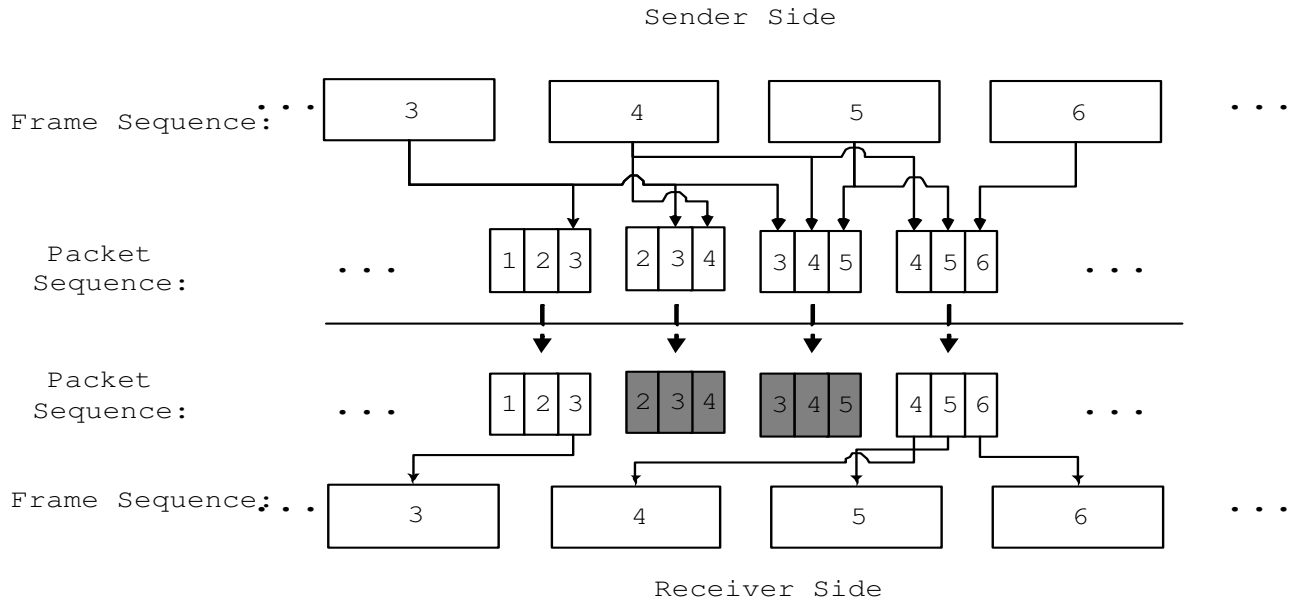 Sender Side
Frame Sequence: ... 3 4 5 6 ...
Packet
Sequence: ... 1 2 3 2 3 4 3 4 5 4 5 6 ...
Packet
Sequence: ... 1 2 3 2 3 4 3 4 5 4 5 6 ...
Frame Sequence: ... 3 4 5 6 ...
Receiver Side